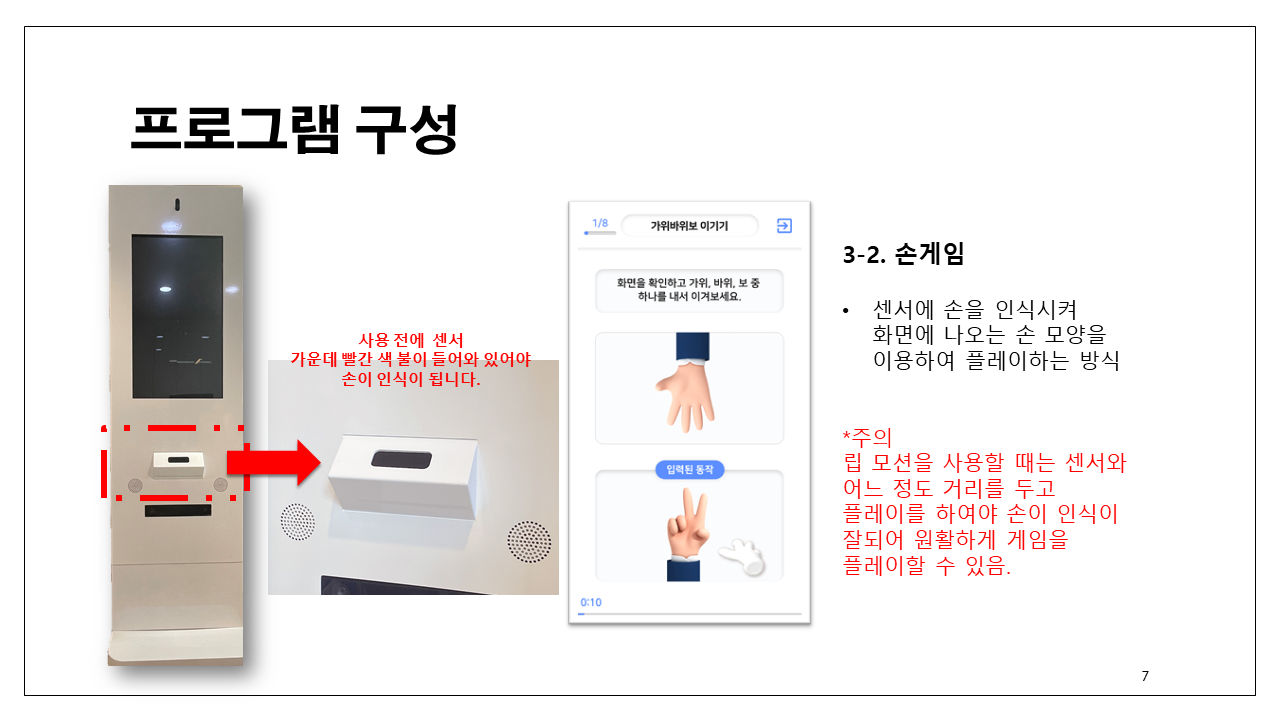 프로그램 구성
사용 전에 센서
가운데 빨간 색 불이 들어와 있어야
손이 인식이 됩니다.
1/8
가위바위보 이기기
화면을 확인하고 가위, 바위, 보 중
하나를 내서 이겨보세요.
입력된 동작
0:10
3-2. 손게임
• 센서에 손을 인식시켜
화면에 나오는 손 모양을
이용하여 플레이하는 방식
*주의
립 모션을 사용할 때는 센서와
어느 정도 거리를 두고
플레이를 하여야 손이 인식이
잘되어 원활하게 게임을
플레이할 수 있음.
7